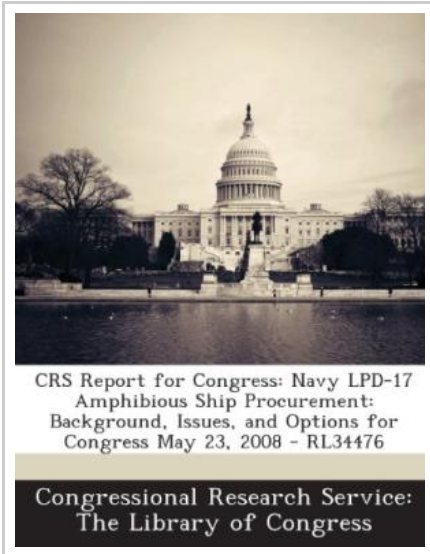 CRS Report for Congress: Navy LPD-17
Amphibious Ship Procurement:
Background, Issues, and Options for
Congress May 23, 2008 - RL34476
Congressional Research Service:
The Library of Congress